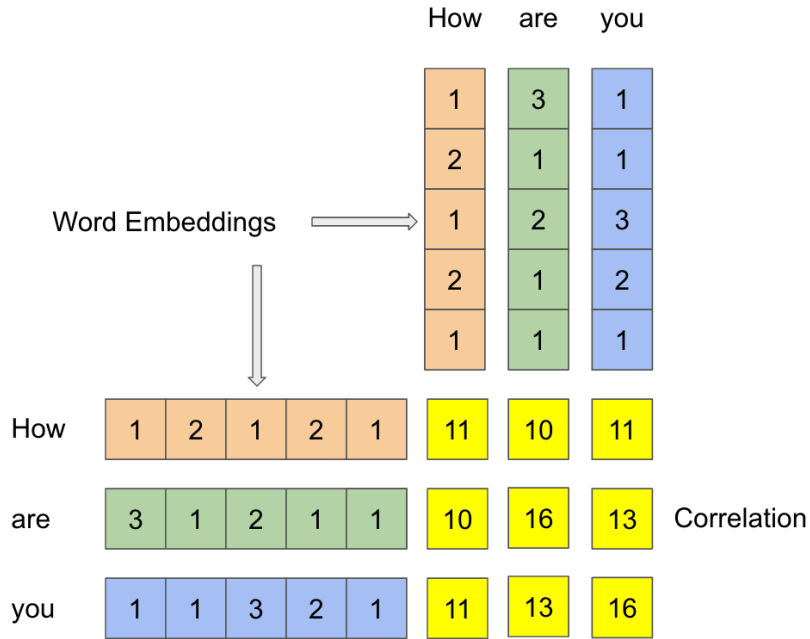 How are you
1 3 1
2 1 1
Word Embeddings 1 2 3
2 1 2
1 1 1
How 1 2 1 2 1 11 10 11
are 3 1 2 1 1 10 16 13 Correlation
you 1 1 3 2 1 11 13 16